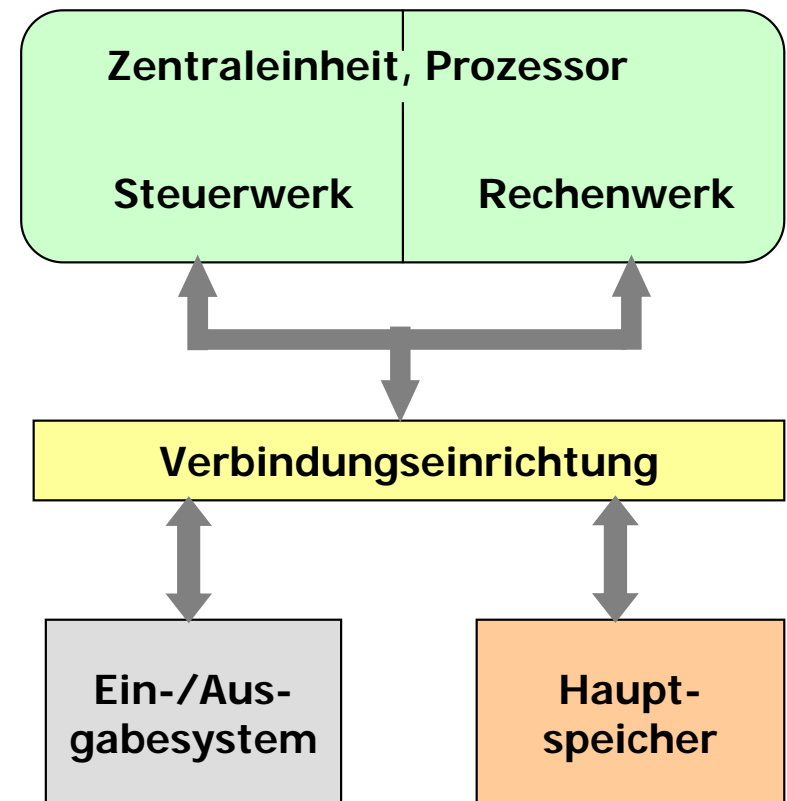 Zentraleinheit, Prozessor
Steuerwerk Rechenwerk
Verbindungseinrichtung
Ein-/Aus-
gabesystem
Haupt-
speicher